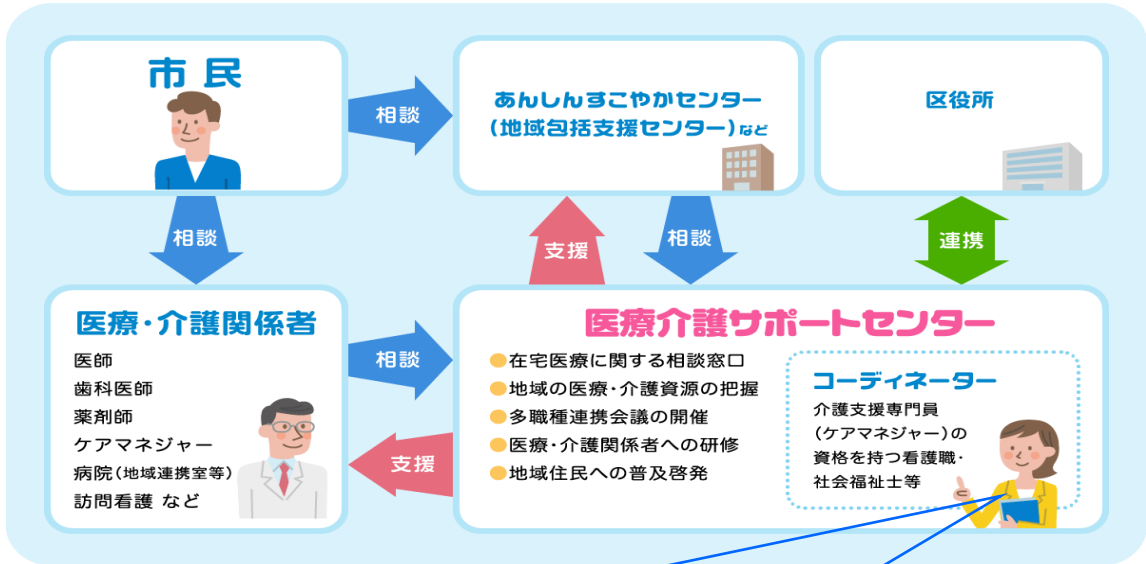 市民
相談
あんしんすこやかセンター
（地域包括支援センター）など
区役所
相談
支援
相談
連携
医療・介護関係者
医師
歯科医師
薬剤師
ケアマネジャー
病院（地域連携室等）
訪問看護 など
相談
支援
医療介護サポートセンター
●在宅医療に関する相談窓口
●地域の医療・介護資源の把握
●多職種連携会議の開催
●医療・介護関係者への研修
●地域住民への普及啓発
コーディネーター
介護支援専門員
（ケアマネジャー）の
資格を持つ看護職・
社会福祉士等